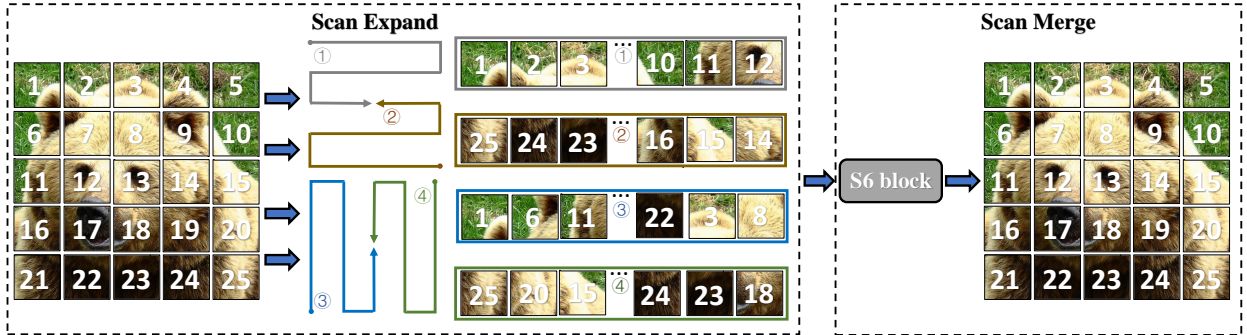 Scan Expand
Scan Merge
1 2 3 4 5
6 7 8 9 10
11 12 13 14 15
16 17 18 19 20
21 22 23 24 25
①
②
③
④
1 2 3 ... ① 10 11 12
25 24 23 ... ② 16 15 14
1 6 11 ... ③ 22 3 8
25 20 15 ... ④ 24 23 18
S6 block
1 2 3 4 5
6 7 8 9 10
11 12 13 14 15
16 17 18 19 20
21 22 23 24 25